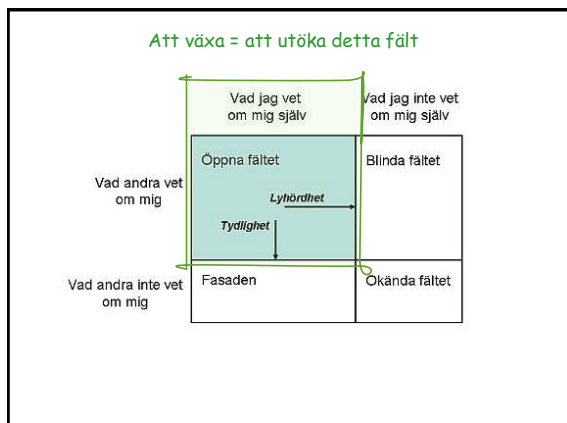 Att växa = att utöka detta fält
Vad jag vet
om mig själv
Vad jag inte vet
om mig själv
Vad andra vet
om mig
Öppna fältet
Blinda fältet
Lyhördhet
Tydlighet
Vad andra inte vet
om mig
Fasaden
Okända fältet